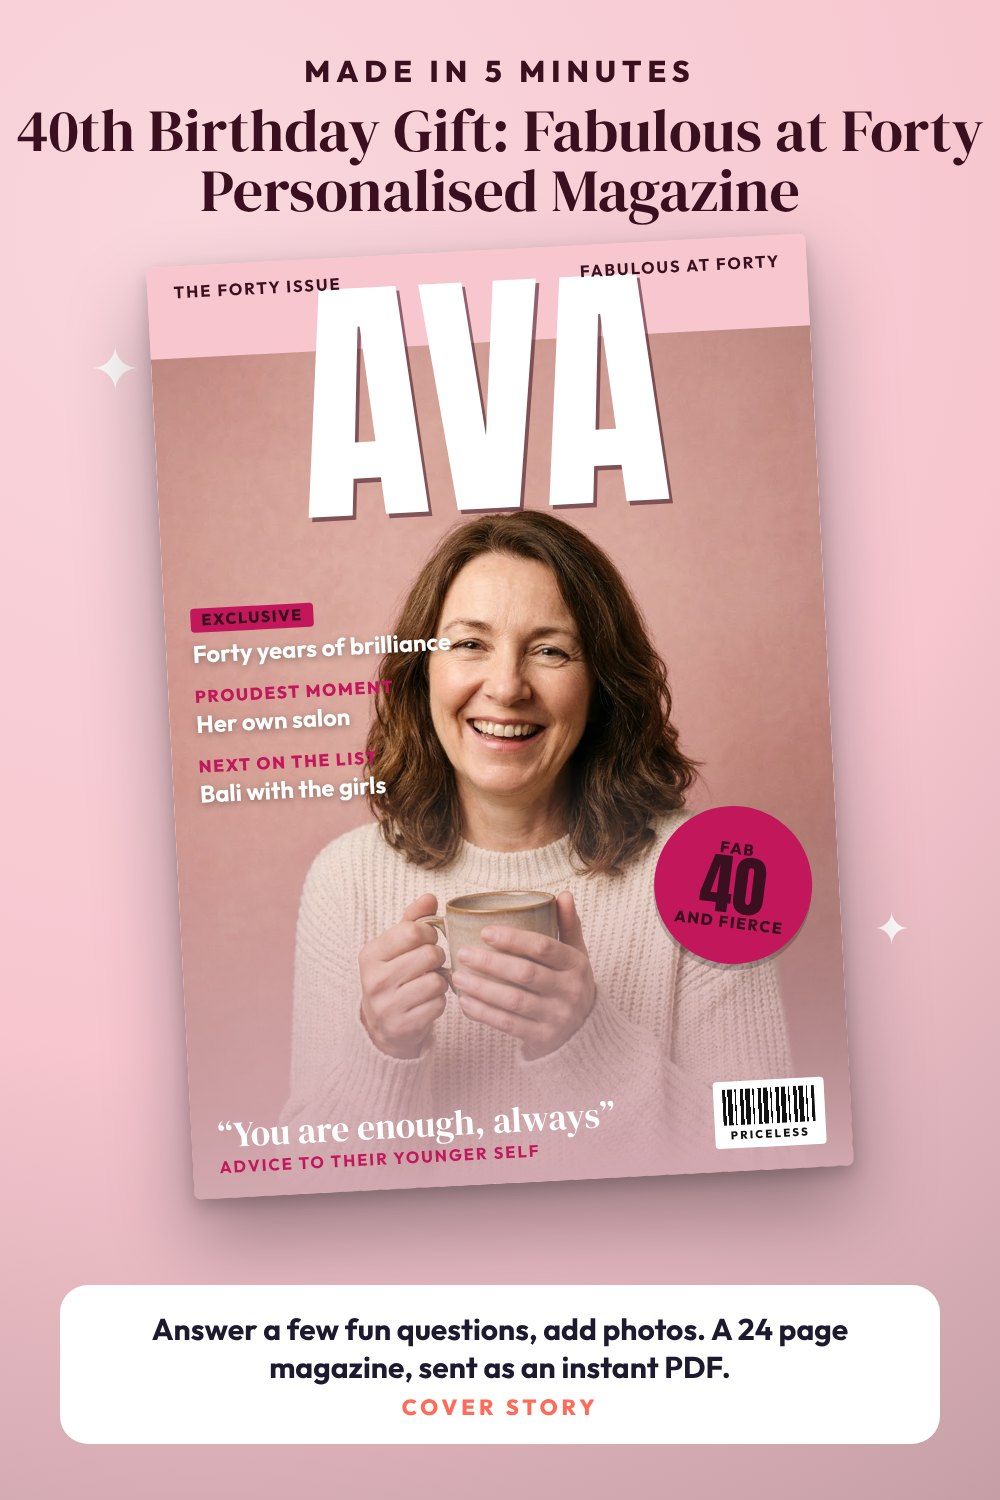 MADE IN 5 MINUTES
40th Birthday Gift: Fabulous at Forty
Personalised Magazine
THE FORTY ISSUE
FABULOUS AT FORTY
AVA
EXCLUSIVE
Forty years of brilliance
PROUDEST MOMENT
Her own salon
NEXT ON THE LIST
Bali with the girls
FAB
40
AND FIERCE
“You are enough, always”
ADVICE TO THEIR YOUNGER SELF
PRICELESS
Answer a few fun questions, add photos. A 24 page
magazine, sent as an instant PDF.
COVER STORY